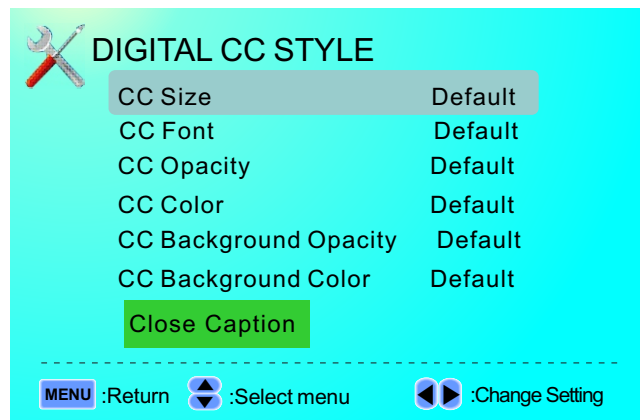 DIGITAL CC STYLE
CC Size Default
CC Font Default
CC Opacity Default
CC Color Default
CC Background Opacity Default
CC Background Color Default
Close Caption
MENU :Return :Select menu :Change Setting